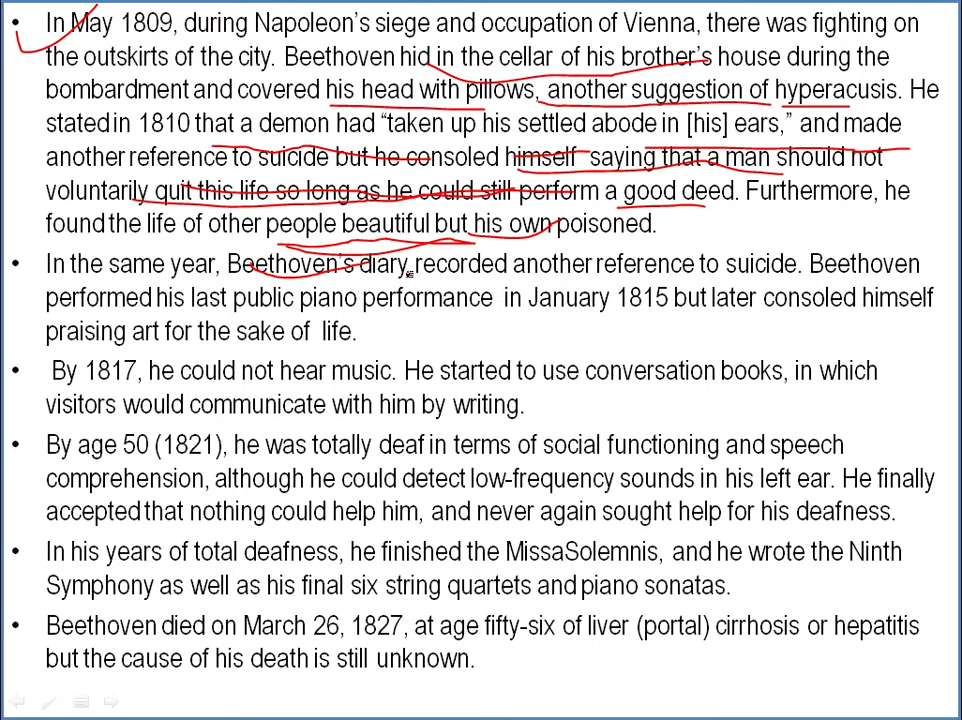 • In May 1809, during Napoleon's siege and occupation of Vienna, there was fighting on
the outskirts of the city. Beethoven hid in the cellar of his brother's house during the
bombardment and covered his head with pillows, another suggestion of hyperacusis. He
stated in 1810 that a demon had “taken up his settled abode in [his] ears,” and made
another reference to suicide but he consoled himself saying that a man should not
voluntarily quit this life so long as he could still perform a good deed. Furthermore, he
found the life of other people beautiful but his own poisoned.
• In the same year, Beethoven's diary, recorded another reference to suicide. Beethoven
performed his last public piano performance in January 1815 but later consoled himself
praising art for the sake of life.
• By 1817, he could not hear music. He started to use conversation books, in which
visitors would communicate with him by writing.
• By age 50 (1821), he was totally deaf in terms of social functioning and speech
comprehension, although he could detect low-frequency sounds in his left ear. He finally
accepted that nothing could help him, and never again sought help for his deafness.
• In his years of total deafness, he finished the MissaSolemnis, and he wrote the Ninth
Symphony as well as his final six string quartets and piano sonatas.
• Beethoven died on March 26, 1827, at age fifty-six of liver (portal) cirrhosis or hepatitis
but the cause of his death is still unknown.